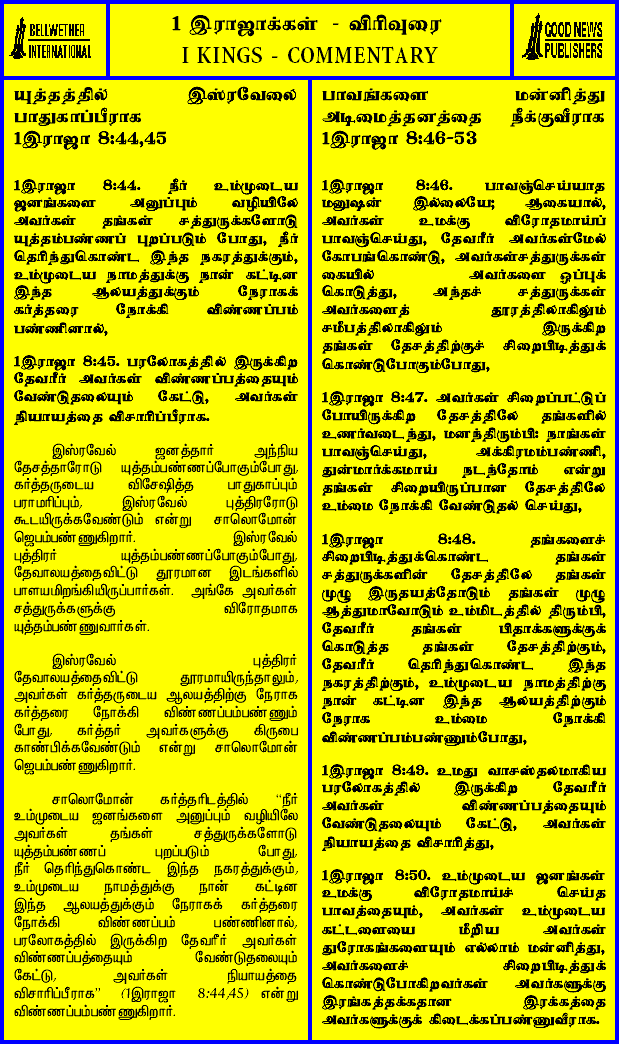 BELLWETHER
INTERNATIONAL
1 இராஜாக்கள் - விரிவுரை
I KINGS - COMMENTARY
GOOD NEWS
PUBLISHERS
யுத்தத்தில் இஸ்ரவேலை
பாதுகாப்பீராக
1இராஜா 8:44,45
1இராஜா 8:44. நீர் உம்முடைய
ஜனங்களை அனுப்பும் வழியிலே
அவர்கள் தங்கள் சத்துருக்களோடு
யுத்தம்பண்ணப் புறப்படும் போது, நீர்
தெரிந்துகொண்ட இந்த நகரத்துக்கும்,
உம்முடைய நாமத்துக்கு நான் கட்டின
இந்த ஆலயத்துக்கும் நேராகக்
கர்த்தரை நோக்கி விண்ணப்பம்
பண்ணினால்,
1இராஜா 8:45. பரலோகத்தில் இருக்கிற
தேவரீர் அவர்கள் விண்ணப்பத்தையும்
வேண்டுதலையும் கேட்டு, அவர்கள்
நியாயத்தை விசாரிப்பீராக.
இஸ்ரவேல் ஜனத்தார் அந்நிய
தேசத்தாரோடு யுத்தம்பண்ணப்போகும்போது,
கர்த்தருடைய விசேஷித்த பாதுகாப்பும்
பராமரிப்பும், இஸ்ரவேல் புத்திரரோடு
கூடயிருக்கவேண்டும் என்று சாலொமோன்
ஜெபம்பண்ணுகிறார். இஸ்ரவேல்
புத்திரர் யுத்தம்பண்ணப்போகும்போது,
தேவாலயத்தைவிட்டு தூரமான இடங்களில்
பாளயமிறங்கியிருப்பார்கள். அங்கே அவர்கள்
சத்துருக்களுக்கு விரோதமாக
யுத்தம்பண்ணுவார்கள்.
இஸ்ரவேல் புத்திரர்
தேவாலயத்தைவிட்டு தூரமாயிருந்தாலும்,
அவர்கள் கர்த்தருடைய ஆலயத்திற்கு நேராக
கர்த்தரை நோக்கி விண்ணப்பம்பண்ணும்
போது, கர்த்தர் அவர்களுக்கு கிருபை
காண்பிக்கவேண்டும் என்று சாலொமோன்
ஜெபம்பண்ணுகிறார்.
சாலொமோன் கர்த்தரிடத்தில் “நீர்
உம்முடைய ஜனங்களை அனுப்பும் வழியிலே
அவர்கள் தங்கள் சத்துருக்களோடு
யுத்தம்பண்ணப் புறப்படும் போது,
நீர் தெரிந்துகொண்ட இந்த நகரத்துக்கும்,
உம்முடைய நாமத்துக்கு நான் கட்டின
இந்த ஆலயத்துக்கும் நேராகக் கர்த்தரை
நோக்கி விண்ணப்பம் பண்ணினால்,
பரலோகத்தில் இருக்கிற தேவரீர் அவர்கள்
விண்ணப்பத்தையும் வேண்டுதலையும்
கேட்டு, அவர்கள் நியாயத்தை
விசாரிப்பீராக” (1இராஜா 8:44,45) என்று
விண்ணப்பம்பண்ணுகிறார்.
பாவங்களை மன்னித்து
அடிமைத்தனத்தை நீக்குவீராக
1இராஜா 8:46-53
1இராஜா 8:46. பாவஞ்செய்யாத
மனுஷன் இல்லையே; ஆகையால்,
அவர்கள் உமக்கு விரோதமாய்ப்
பாவஞ்செய்து, தேவரீர் அவர்கள்மேல்
கோபங்கொண்டு, அவர்கள்சத்துருக்கள்
கையில் அவர்களை ஒப்புக்
கொடுத்து, அந்தச் சத்துருக்கள்
அவர்களைத் தூரத்திலாகிலும்
சமீபத்திலாகிலும் இருக்கிற
தங்கள் தேசத்திற்குச் சிறைபிடித்துக்
கொண்டுபோகும்போது,
1இராஜா 8:47. அவர்கள் சிறைப்பட்டுப்
போயிருக்கிற தேசத்திலே தங்களில்
உணர்வடைந்து, மனந்திரும்பி: நாங்கள்
பாவஞ்செய்து, அக்கிரமம்பண்ணி,
துன்மார்க்கமாய் நடந்தோம் என்று
தங்கள் சிறையிருப்பான தேசத்திலே
உம்மை நோக்கி வேண்டுதல் செய்து,
1இராஜா 8:48. தங்களைச்
சிறைபிடித்துக்கொண்ட தங்கள்
சத்துருக்களின் தேசத்திலே தங்கள்
முழு இருதயத்தோடும் தங்கள் முழு
ஆத்துமாவோடும் உம்மிடத்தில் திரும்பி,
தேவரீர் தங்கள் பிதாக்களுக்குக்
கொடுத்த தங்கள் தேசத்திற்கும்,
தேவரீர் தெரிந்துகொண்ட இந்த
நகரத்திற்கும், உம்முடைய நாமத்திற்கு
நான் கட்டின இந்த ஆலயத்திற்கும்
நேராக உம்மை நோக்கி
விண்ணப்பம்பண்ணும்போது,
1இராஜா 8:49. உமது வாசஸ்தலமாகிய
பரலோகத்தில் இருக்கிற தேவரீர்
அவர்கள் விண்ணப்பத்தையும்
வேண்டுதலையும் கேட்டு, அவர்கள்
நியாயத்தை விசாரித்து,
1இராஜா 8:50. உம்முடைய ஜனங்கள்
உமக்கு விரோதமாய்ச் செய்த
பாவத்தையும், அவர்கள் உம்முடைய
கட்டளையை மீறிய அவர்கள்
துரோகங்களையும் எல்லாம் மன்னித்து,
அவர்களைச் சிறைபிடித்துக்
கொண்டுபோகிறவர்கள் அவர்களுக்கு
இரங்கத்தக்கதான இரக்கத்தை
அவர்களுக்குக் கிடைக்கப்பண்ணுவீராக.